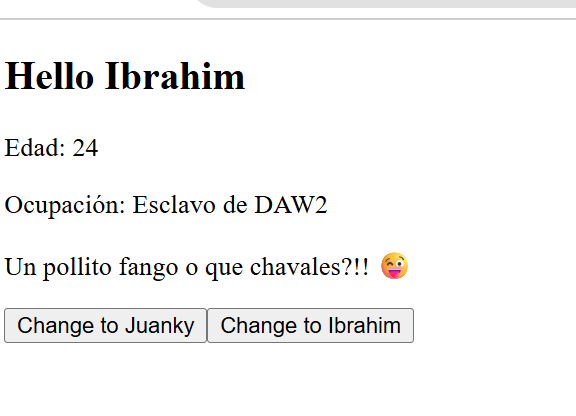 Hello Ibrahim
Edad: 24
Ocupación: Esclavo de DAW2
Un pollito fango o que chavales?!! 😜
Change to Juanky Change to Ibrahim